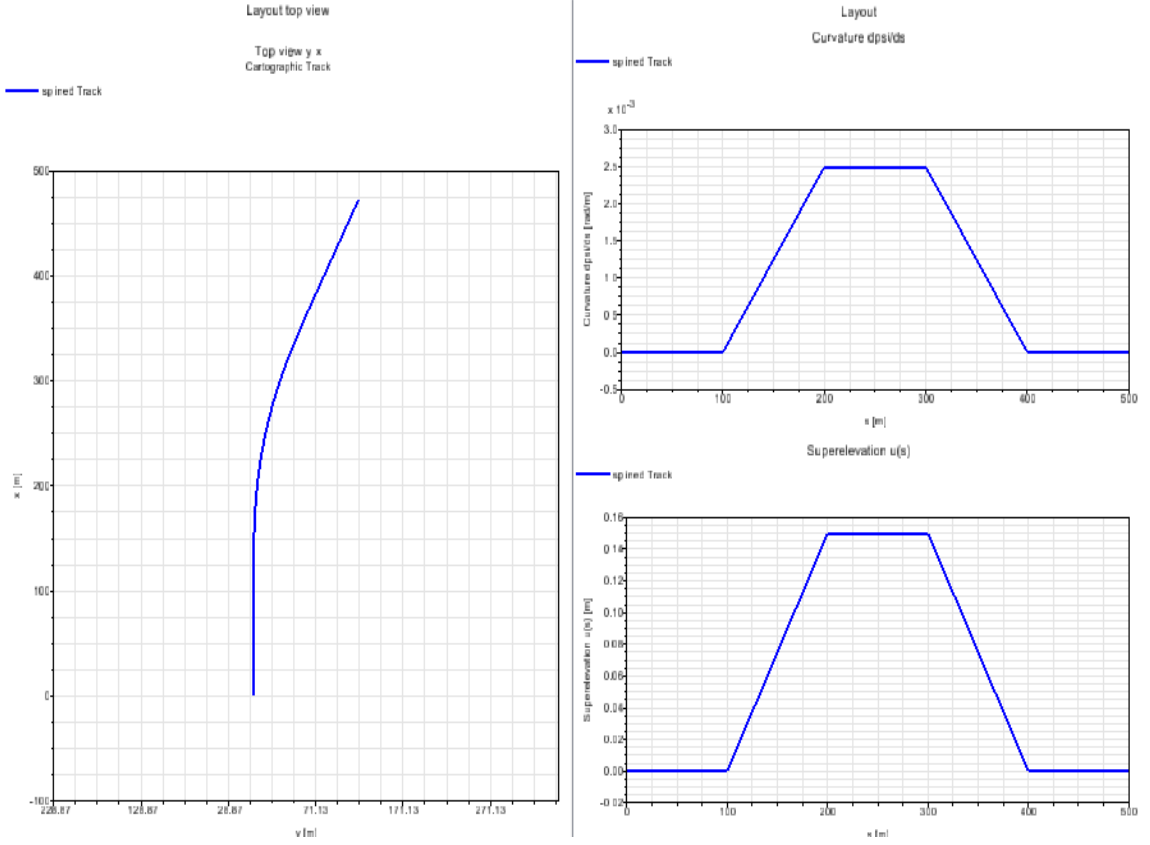 Layout top view
Top view y x
Cartographic Track
spined Track
500
400
300
200
100
0
-100
x [m]
228.87 128.87 28.87 71.13 171.13 271.13
y [m]
Layout
Curvature dpsi/ds
spined Track
x 10-3
3.0
2.5
2.0
1.5
1.0
0.5
0.0
-0.5
Curvature dpsi/ds [rad/m]
0 100 200 300 400 500
s [m]
Superelevation u(s)
spined Track
0.16
0.14
0.12
0.10
0.08
0.06
0.04
0.02
0.00
-0.02
Superelevation u(s) [m]
0 100 200 300 400 500
s [m]